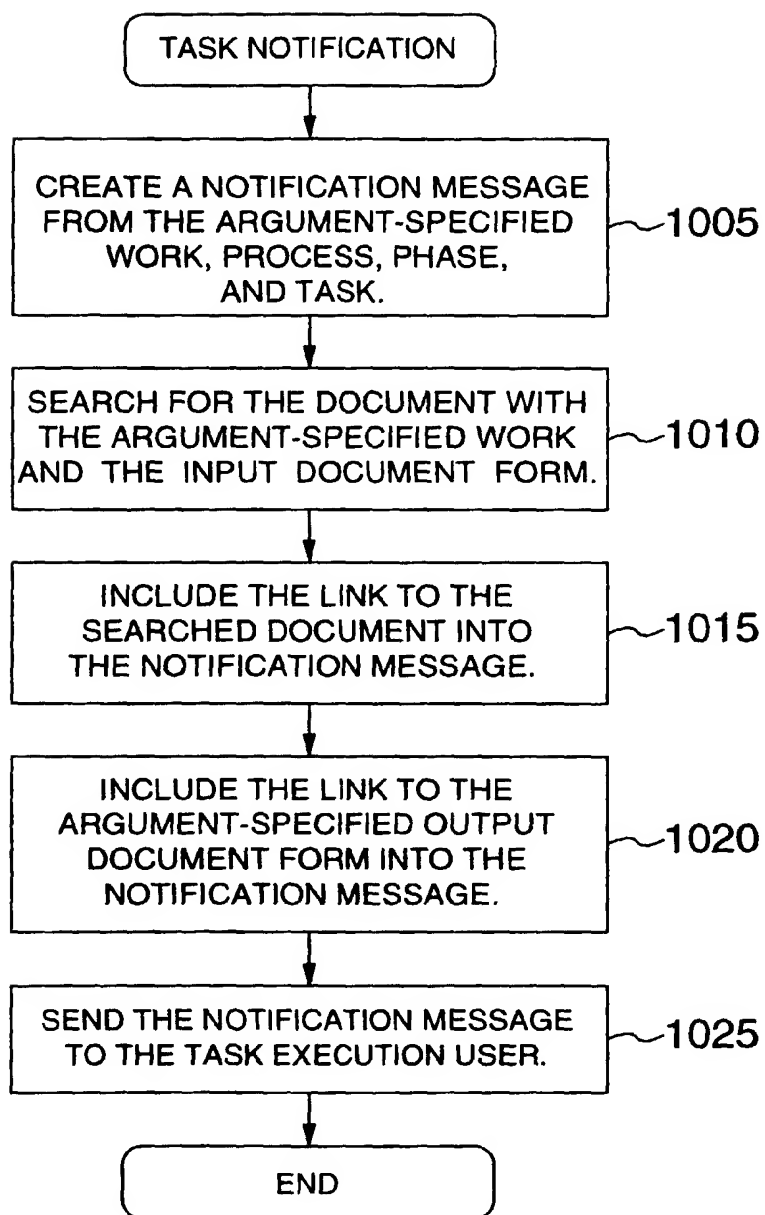 TASK NOTIFICATION
CREATE A NOTIFICATION MESSAGE
FROM THE ARGUMENT-SPECIFIED
WORK, PROCESS, PHASE,
AND TASK.
1005
SEARCH FOR THE DOCUMENT WITH
THE ARGUMENT-SPECIFIED WORK
AND THE INPUT DOCUMENT FORM.
1010
INCLUDE THE LINK TO THE
SEARCHED DOCUMENT INTO
THE NOTIFICATION MESSAGE.
1015
INCLUDE THE LINK TO THE
ARGUMENT-SPECIFIED OUTPUT
DOCUMENT FORM INTO THE
NOTIFICATION MESSAGE.
1020
SEND THE NOTIFICATION MESSAGE
TO THE TASK EXECUTION USER.
1025
END